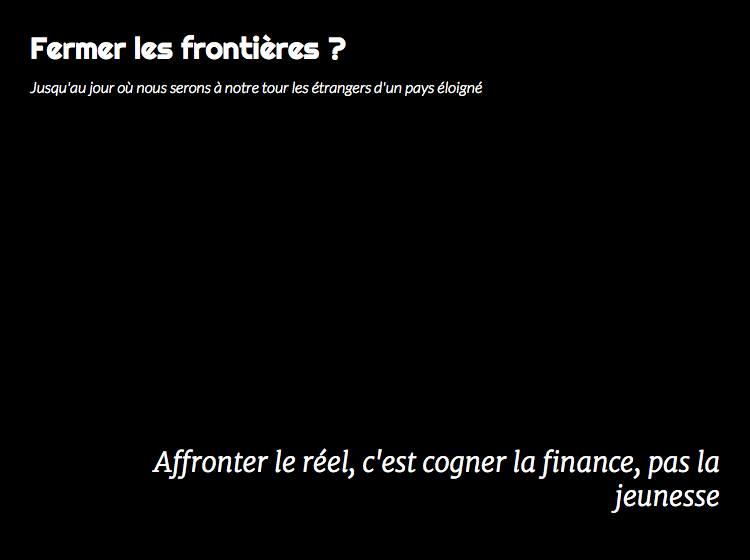 Fermer les frontières ?
Jusqu'au jour où nous serons à notre tour les étrangers d'un pays éloigné
Affronter le réel, c'est cogner la finance, pas la
jeunesse